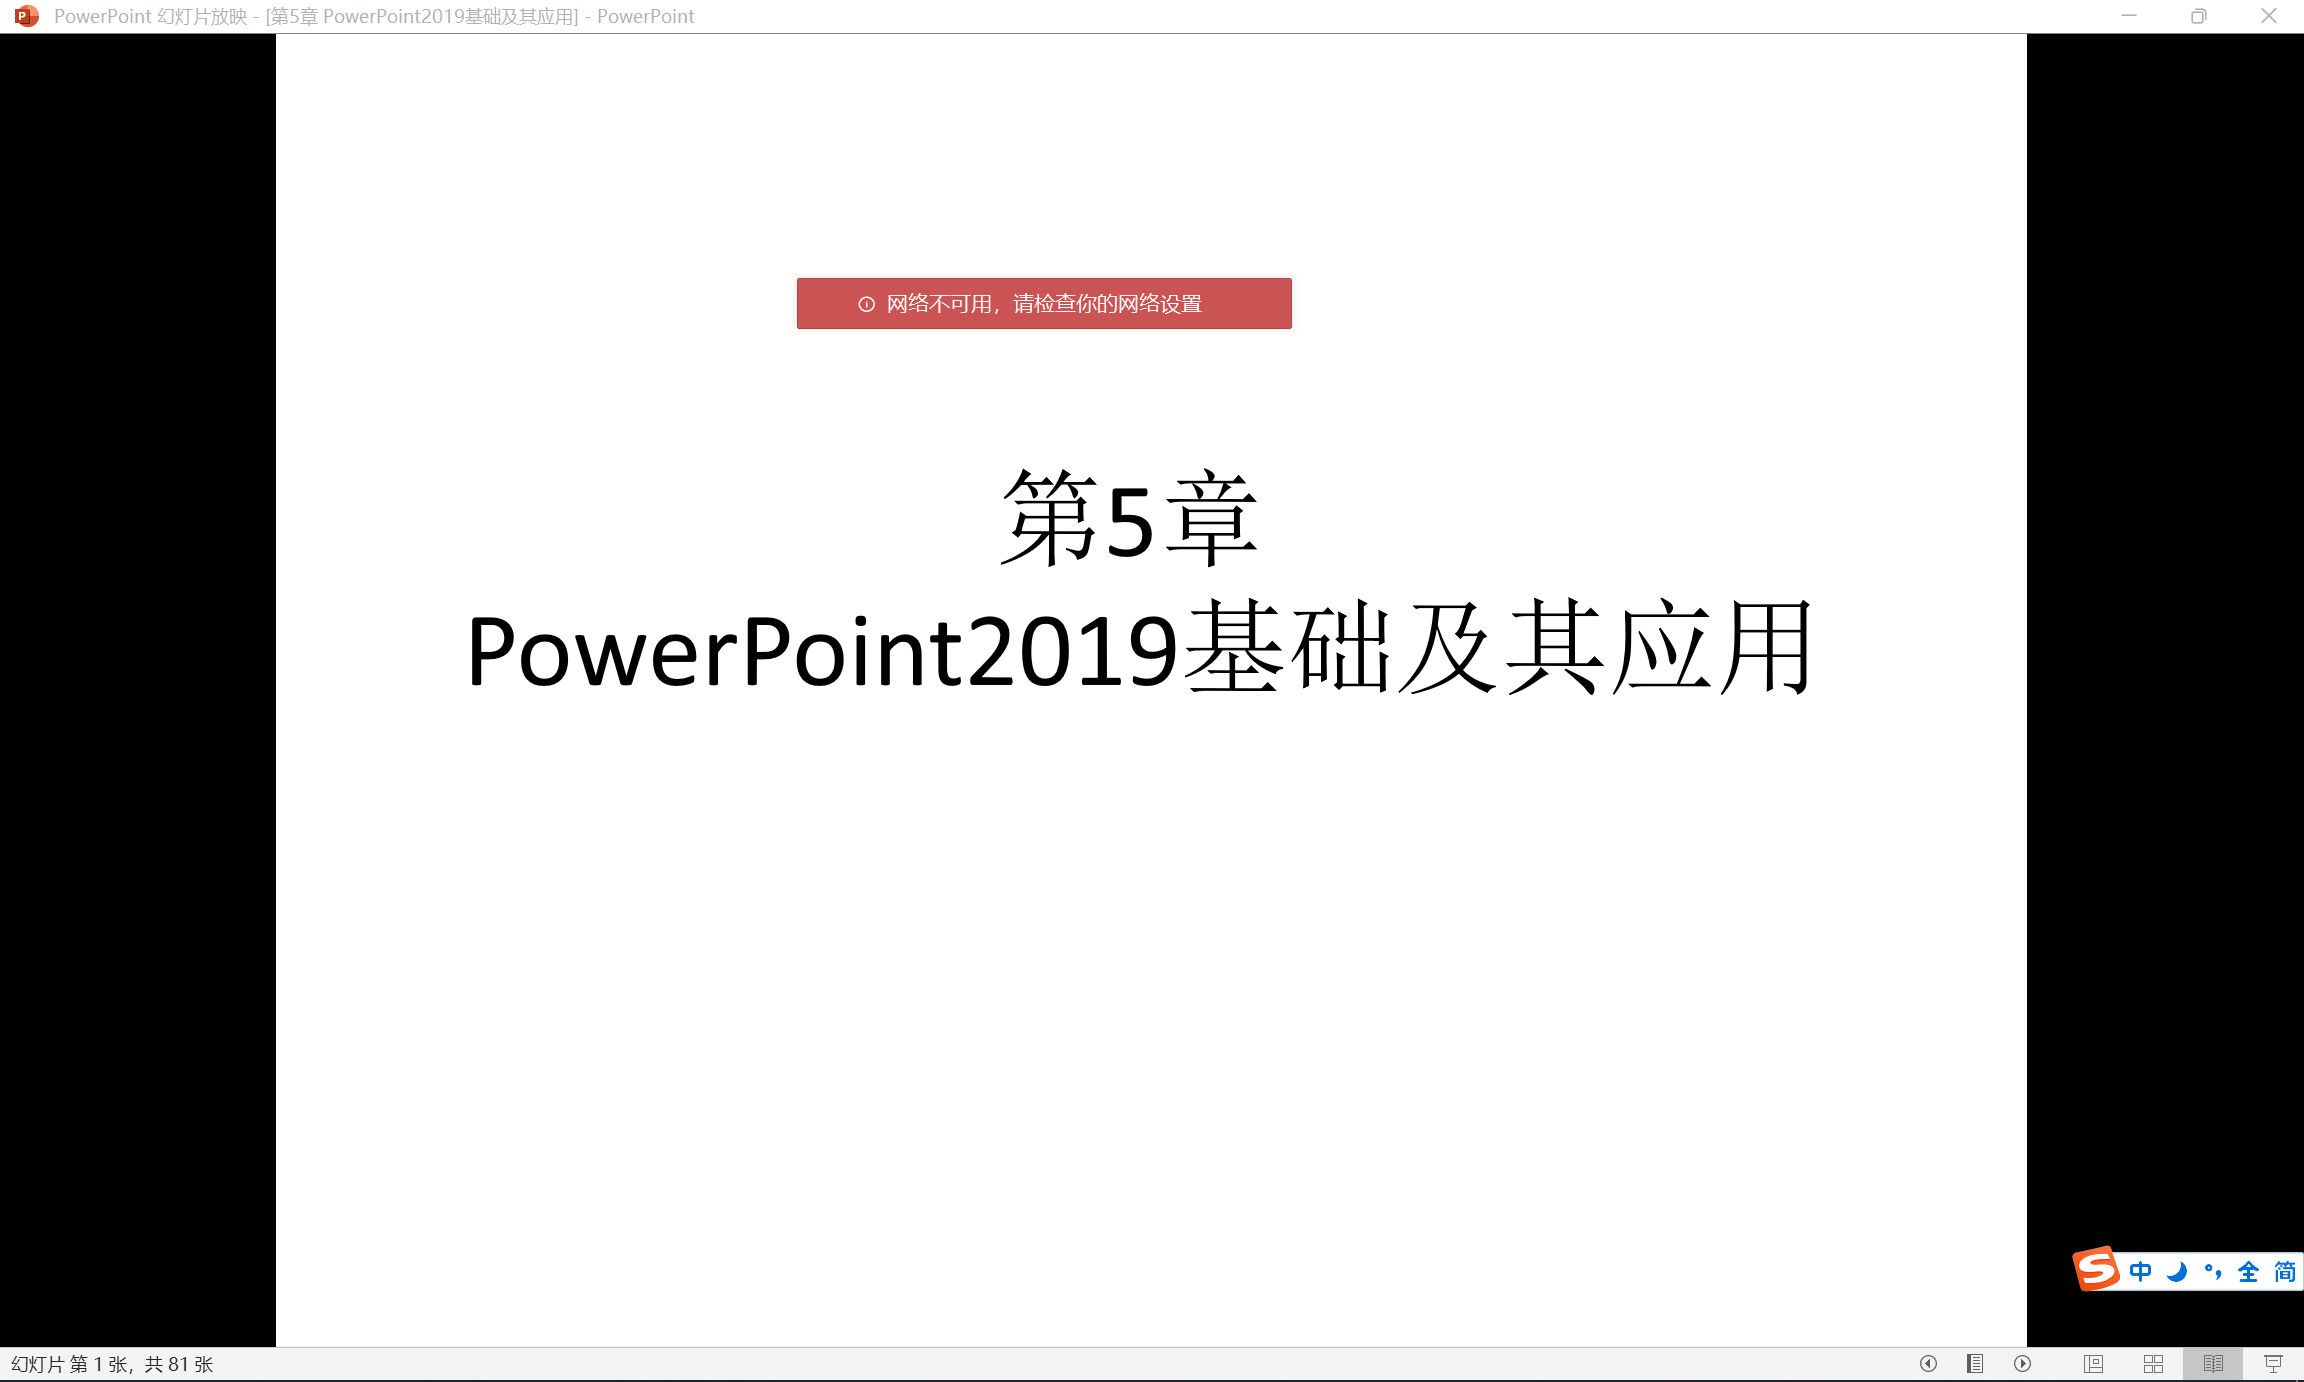 PowerPoint 幻灯片放映 - [第5章 PowerPoint2019基础及其应用] - PowerPoint
网络不可用，请检查你的网络设置
第5章
PowerPoint2019基础及其应用
中 全 简
幻灯片 第 1 张，共 81 张